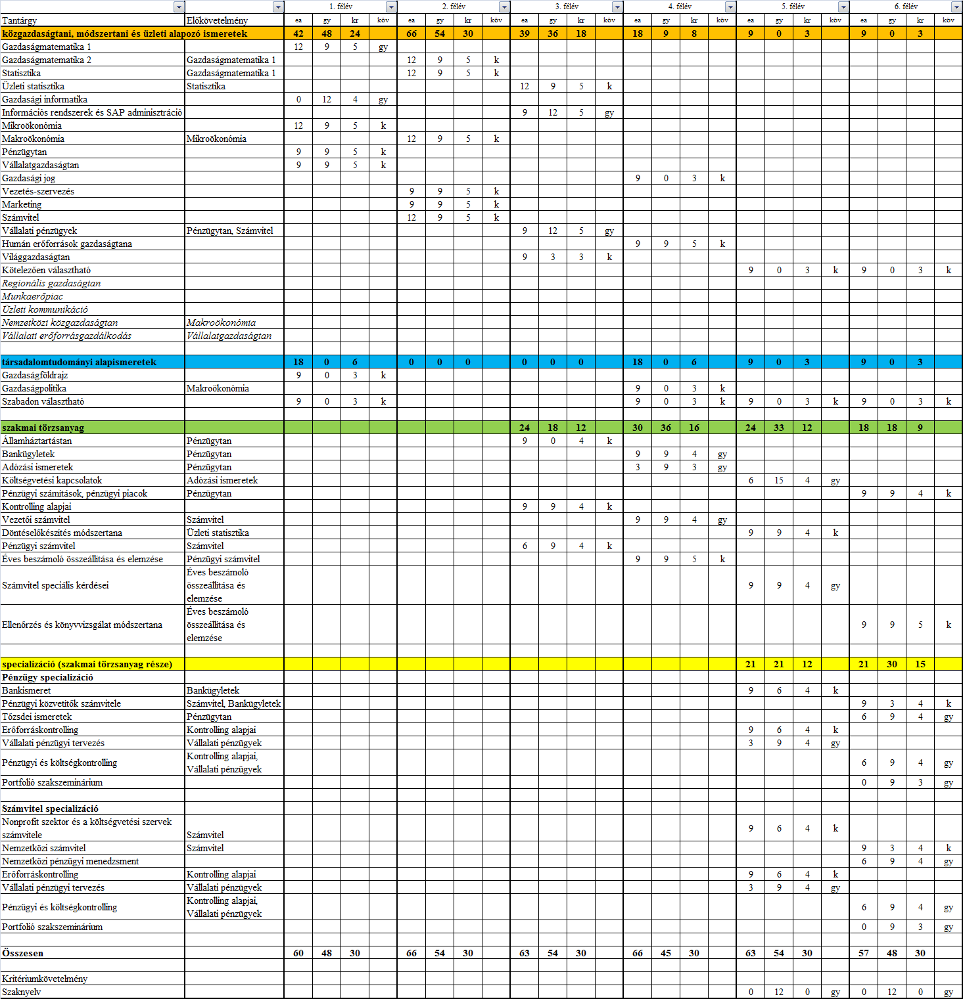 1. félév 2. félév 3. félév 4. félév 5. félév 6. félév
Tantárgy Előkövetelmény ea gy kr köv ea gy kr köv ea gy kr köv ea gy kr köv ea gy kr köv ea gy kr köv
közgazdaságtani, módszertani és üzleti alapozó ismeretek 42 48 24 66 54 30 39 36 18 18 9 8 9 0 3 9 0 3
Gazdaságmatematika 1 12 9 5 gy
Gazdaságmatematika 2 Gazdaságmatematika 1 12 9 5 k
Statisztika Gazdaságmatematika 1 12 9 5 k
Üzleti statisztika Statisztika 12 9 5 k
Gazdasági informatika 0 12 4 gy
Információs rendszerek és SAP adminisztráció 9 12 5 gy
Mikroökonómia 12 9 5 k
Makroökonómia Mikroökonómia 12 9 5 k
Pénzügytan 9 9 5 k
Vállalatgazdaságtan 9 9 5 k
Gazdasági jog 9 0 3 k
Vezetés-szervezés 9 9 5 k
Marketing 9 9 5 k
Számvitel 12 9 5 k
Vállalati pénzügyek Pénzügytan, Számvitel 9 12 5 gy
Humán erőforrások gazdaságtana 9 9 5 k
Világgazdaságtan 9 3 3 k
Kötelezően választható 9 0 3 k 9 0 3 k
Regionális gazdaságtan
Munkaerőpiac
Üzleti kommunikáció
Nemzetközi közgazdaságtan Makroökonómia
Vállalati erőforrásgazdálkodás Vállalatgazdaságtan
társadalomtudományi alapismeretek 18 0 6 0 0 0 0 0 0 18 0 6 9 0 3 9 0 3
Gazdaságföldrajz 9 0 3 k
Gazdaságpolitika Makroökonómia 9 0 3 k
Szabadon választható 9 0 3 k 9 0 3 k 9 0 3 k 9 0 3 k
szakmai törzsanyag 24 18 12 30 36 16 24 33 12 18 18 9
Államháztartástan Pénzügytan 9 0 4 k
Bankügyletek Pénzügytan 9 9 4 gy
Adózási ismeretek Pénzügytan 3 9 3 gy
Költségvetési kapcsolatok Adózási ismeretek 6 15 4 gy
Pénzügyi számítások, pénzügyi piacok Pénzügytan 9 9 4 k
Kontrolling alapjai 9 9 4 k
Vezetői számvitel Számvitel 9 9 4 gy
Döntéselőkészítés módszertana Üzleti statisztika 9 9 4 k
Pénzügyi számvitel Számvitel 6 9 4 k
Éves beszámoló összeállítása és elemzése Pénzügyi számvitel 9 9 5 k
Éves beszámoló
Számvitel speciális kérdései összeállítása és 9 9 4 gy
elemzése
Éves beszámoló
Ellenőrzés és könyvvizsgálat módszertana összeállítása és 9 9 5 k
elemzése
specializáció (szakmai törzsanyag része) 21 21 12 21 30 15
Pénzügy specializáció
Bankismeret Bankügyletek 9 6 4 k
Pénzügyi közvetítők számvitele Számvitel, Bankügyletek 9 3 4 k
Tőzsdei ismeretek Pénzügytan 6 9 4 gy
Erőforráskontrolling Kontrolling alapjai 9 6 4 k
Vállalati pénzügyi tervezés Vállalati pénzügyek 3 9 4 gy
Kontrolling alapjai,
Pénzügyi és költségkontrolling Vállalati pénzügyek 6 9 4 gy
Portfolió szakszeminárium 0 9 3 gy
Számvitel specializáció
Nonprofit szektor és a költségvetési szervek
számvitele Számvitel 9 6 4 k
Nemzetközi számvitel Számvitel 9 3 4 k
Nemzetközi pénzügyi menedzsment 6 9 4 gy
Erőforráskontrolling Kontrolling alapjai 9 6 4 k
Vállalati pénzügyi tervezés Vállalati pénzügyek 3 9 4 gy
Kontrolling alapjai,
Pénzügyi és költségkontrolling Vállalati pénzügyek 6 9 4 gy
Portfolió szakszeminárium 0 9 3 gy
Összesen 60 48 30 66 54 30 63 54 30 66 45 30 63 54 30 57 48 30
Kritériumkövetelmény
Szaknyelv 0 12 0 gy 0 12 0 gy